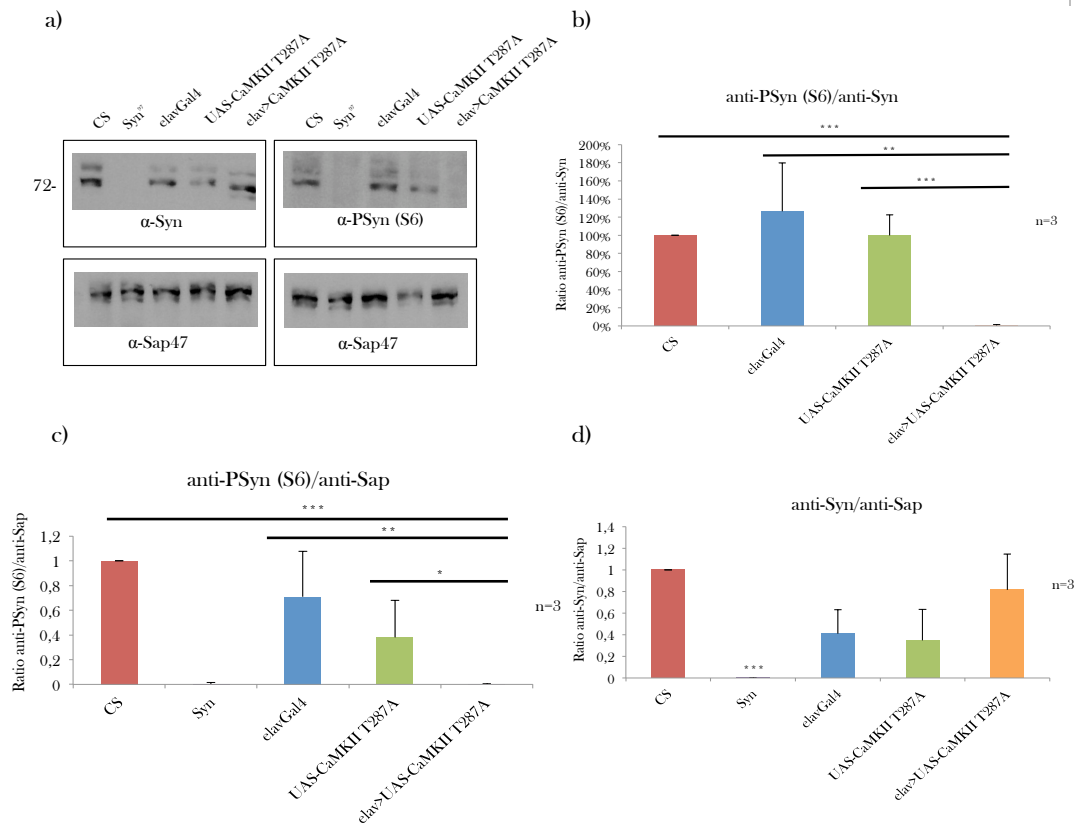 a)
CS
Syn⁹⁷
elavGal4
UAS-CaMKII T287A
elav>CaMKII T287A
CS
Syn⁹⁷
elavGal4
UAS-CaMKII T287A
elav>CaMKII T287A
72-
α-Syn
α-PSyn (S6)
α-Sap47
α-Sap47
b)
anti-PSyn (S6)/anti-Syn
***
**
***
Ratio anti-PSyn (S6)/anti-Syn
200%
180%
160%
140%
120%
100%
80%
60%
40%
20%
0%
n=3
CS
elavGal4
UAS-CaMKII T287A
elav>UAS-CaMKII T287A
c)
anti-PSyn (S6)/anti-Sap
***
**
*
Ratio anti-PSyn (S6)/anti-Sap
1,2
1
0,8
0,6
0,4
0,2
0
n=3
CS
Syn
elavGal4
UAS-CaMKII T287A
elav>UAS-CaMKII T287A
d)
anti-Syn/anti-Sap
Ratio anti-Syn/anti-Sap
1,4
1,2
1
0,8
0,6
0,4
0,2
0
***
n=3
CS
Syn
elavGal4
UAS-CaMKII T287A
elav>UAS-CaMKII T287A